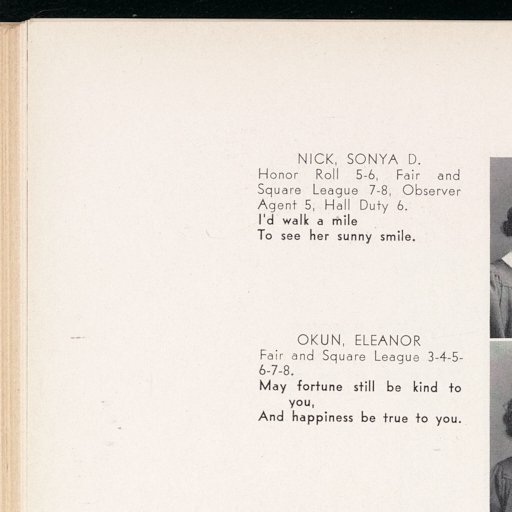 NICK, SONYA D.
Honor Roll 5-6, Fair and
Square League 7-8, Observer
Agent 5, Hall Duty 6.
I'd walk a mile
To see her sunny smile.
OKUN, ELEANOR
Fair and Square League 3-4-5-
6-7-8.
May fortune still be kind to
you,
And happiness be true to you.